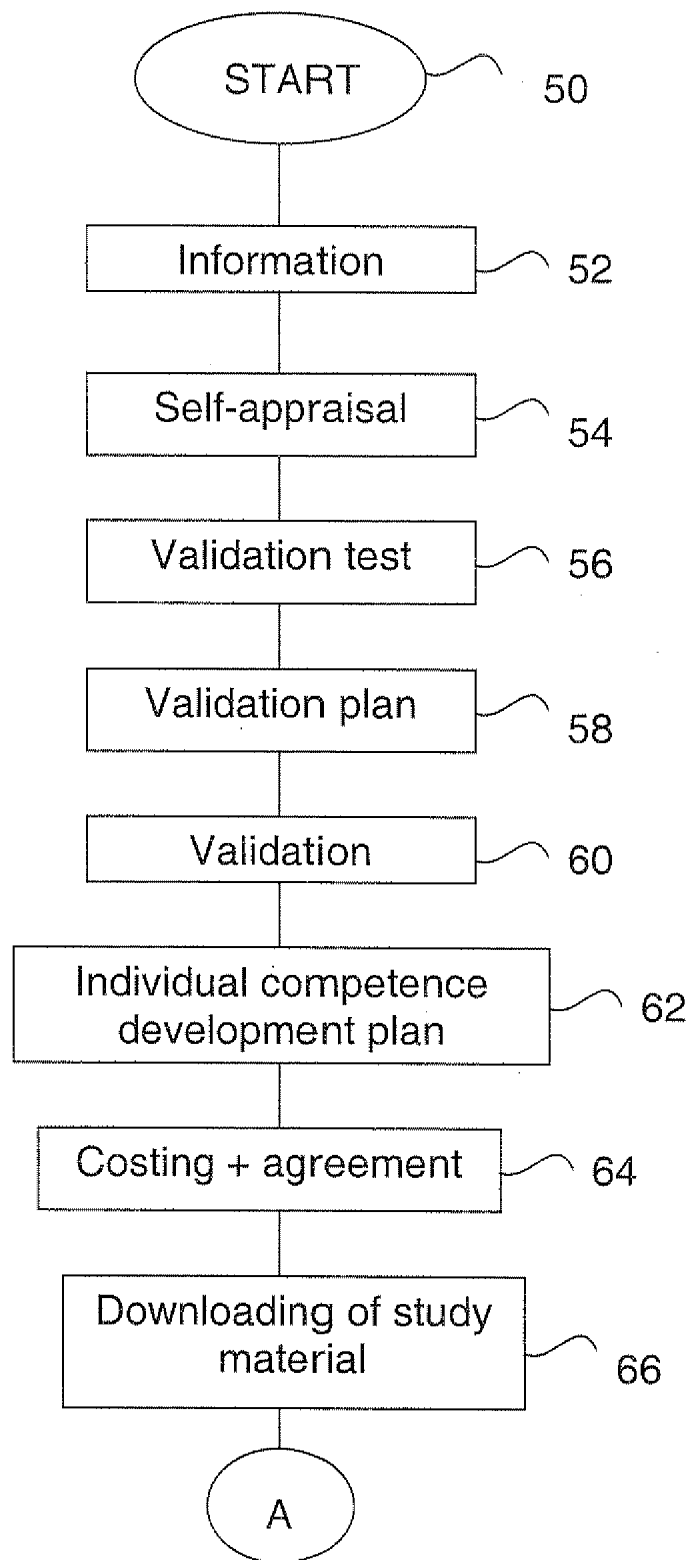 START
50
Information
52
Self-appraisal
54
Validation test
56
Validation plan
58
Validation
60
Individual competence
development plan
62
Costing + agreement
64
Downloading of study
material
66
A